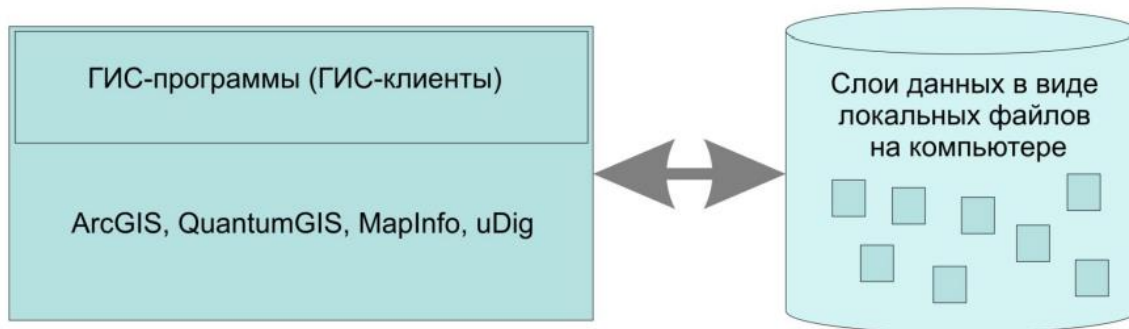 ГИС-программы (ГИС-клиенты)
ArcGIS, QuantumGIS, MapInfo, uDig
Слои данных в виде
локальных файлов
на компьютере